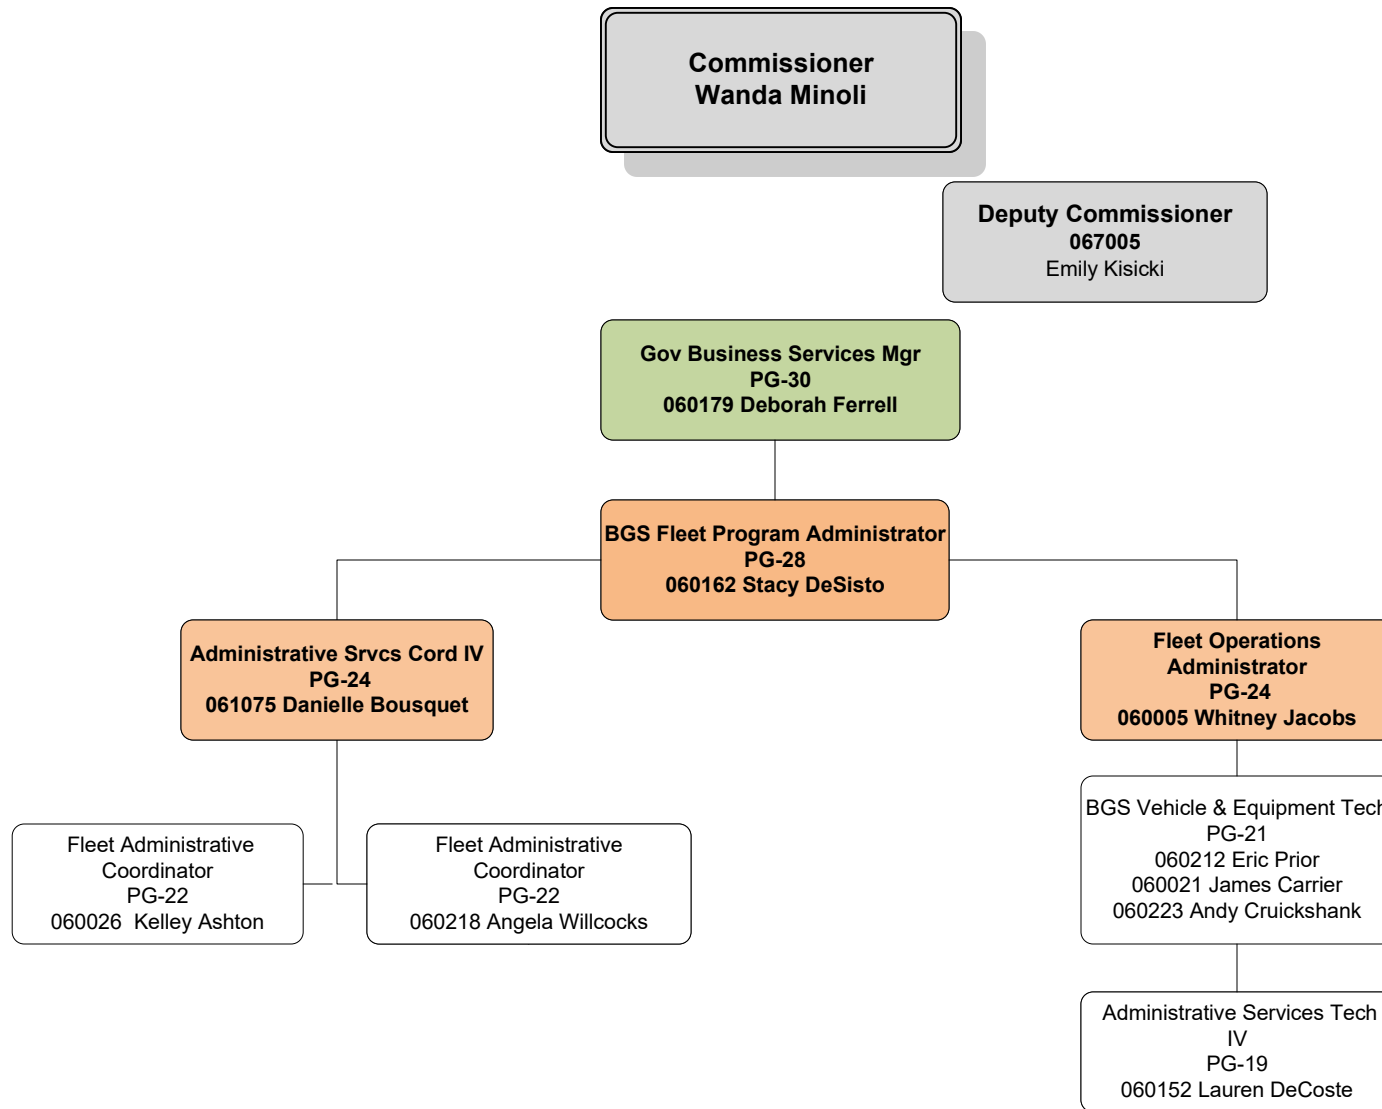 Commissioner
Wanda Minoli
Deputy Commissioner
067005
Emily Kisicki
Gov Business Services Mgr
PG-30
060179 Deborah Ferrell
BGS Fleet Program Administrator
PG-28
060162 Stacy DeSisto
Administrative Srvcs Cord IV
PG-24
061075 Danielle Bousquet
Fleet Operations
Administrator
PG-24
060005 Whitney Jacobs
Fleet Administrative
Coordinator
PG-22
060026  Kelley Ashton
Fleet Administrative
Coordinator
PG-22
060218 Angela Willcocks
BGS Vehicle & Equipment Tech
PG-21
060212 Eric Prior
060021 James Carrier
060223 Andy Cruickshank
Administrative Services Tech
IV
PG-19
060152 Lauren DeCoste